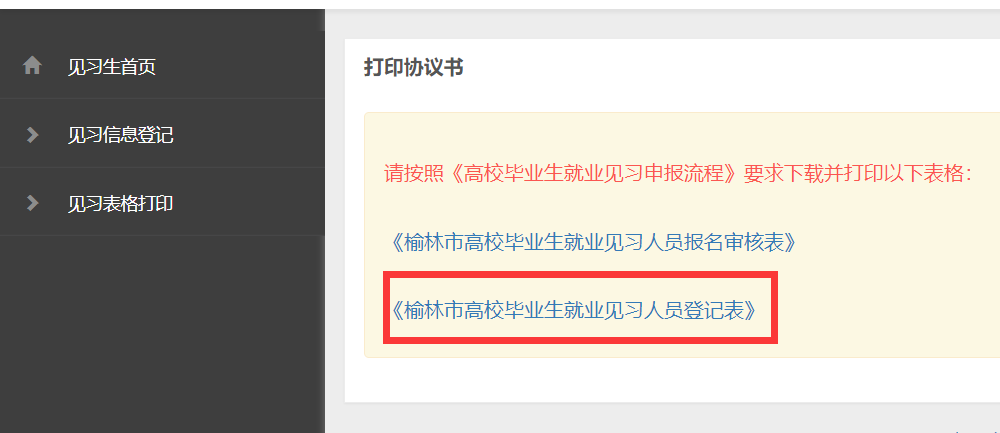 见习生首页
见习信息登记
见习表格打印
打印协议书
请按照《高校毕业生就业见习申报流程》要求下载并打印以下表格：
《榆林市高校毕业生就业见习人员报名审核表》
《榆林市高校毕业生就业见习人员登记表》